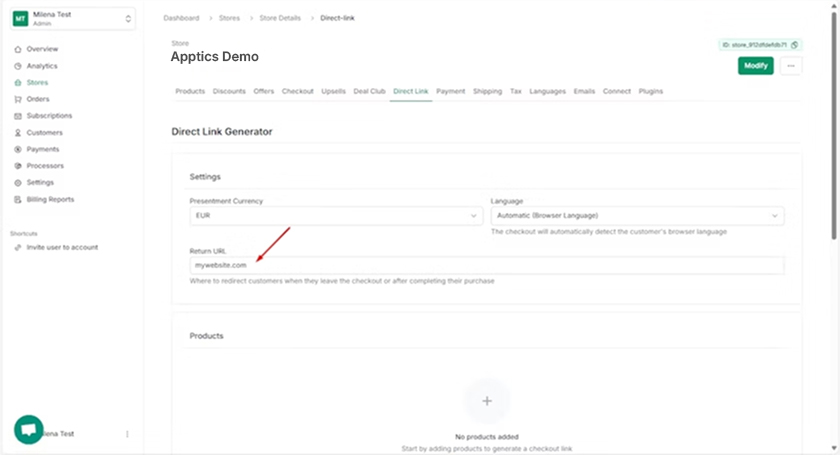 MT
Milena Test
Admin
Overview
Analytics
Stores
Orders
Subscriptions
Customers
Payments
Processors
Settings
Billing Reports
Shortcuts
Invite user to account
lena Test
Dashboard > Stores > Store Details > Direct-link
Store
Apptics Demo
Modify
Products Discounts Offers Checkout Upsells Deal Club Direct Link Payment Shipping Tax Languages Emails Connect Plugins
Direct Link Generator
Settings
Presentment Currency
EUR
Language
Automatic (Browser Language)
The checkout will automatically detect the customer's browser language
Return URL
mywebsite.com
Where to redirect customers when they leave the checkout or after completing their purchase
Products
No products added
Start by adding products to generate a checkout link